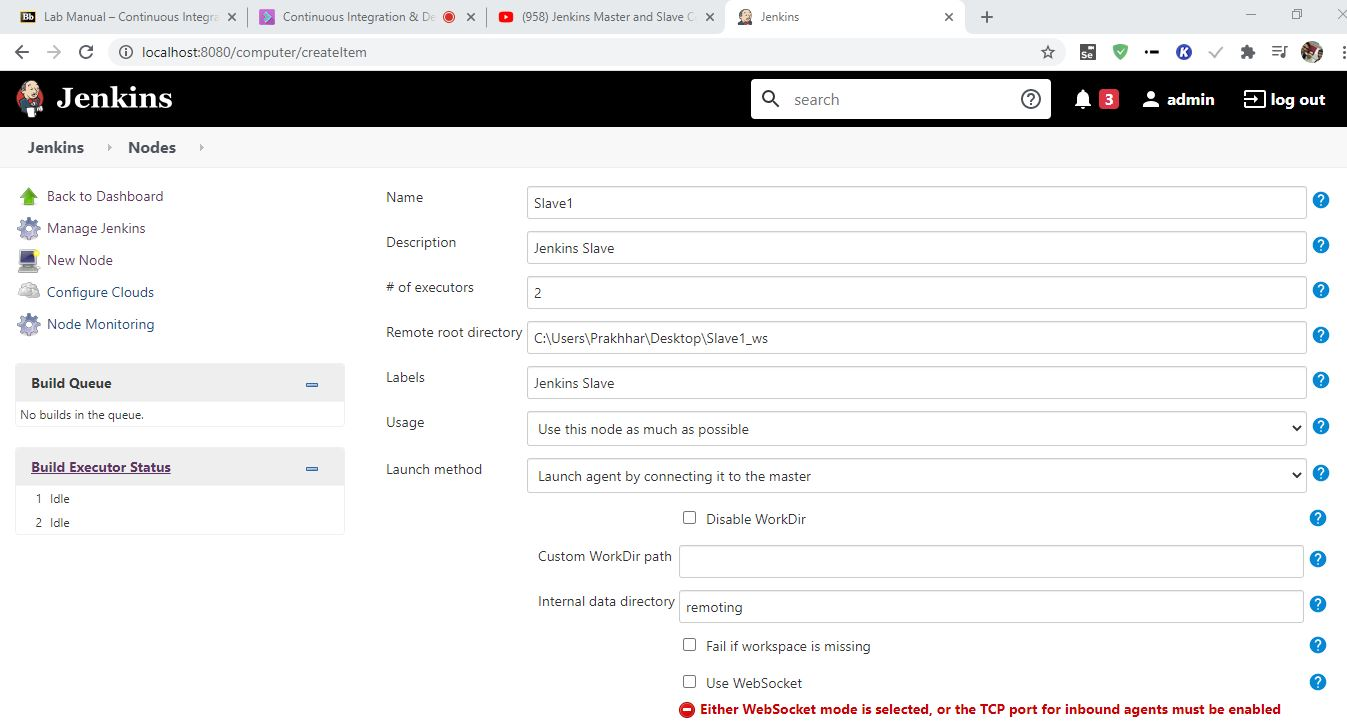 Lab Manual – Continuous Integra
Continuous Integration & De
(958) Jenkins Master and Slave C
Jenkins
localhost:8080/computer/createItem
Jenkins
search
3
admin
log out
Jenkins
Nodes
Back to Dashboard
Manage Jenkins
New Node
Configure Clouds
Node Monitoring
Build Queue
No builds in the queue.
Build Executor Status
1 Idle
2 Idle
Name
Slave1
Description
Jenkins Slave
# of executors
2
Remote root directory
C:\Users\Prakhhar\Desktop\Slave1_ws
Labels
Jenkins Slave
Usage
Use this node as much as possible
Launch method
Launch agent by connecting it to the master
Disable WorkDir
Custom WorkDir path
Internal data directory
remoting
Fail if workspace is missing
Use WebSocket
Either WebSocket mode is selected, or the TCP port for inbound agents must be enabled